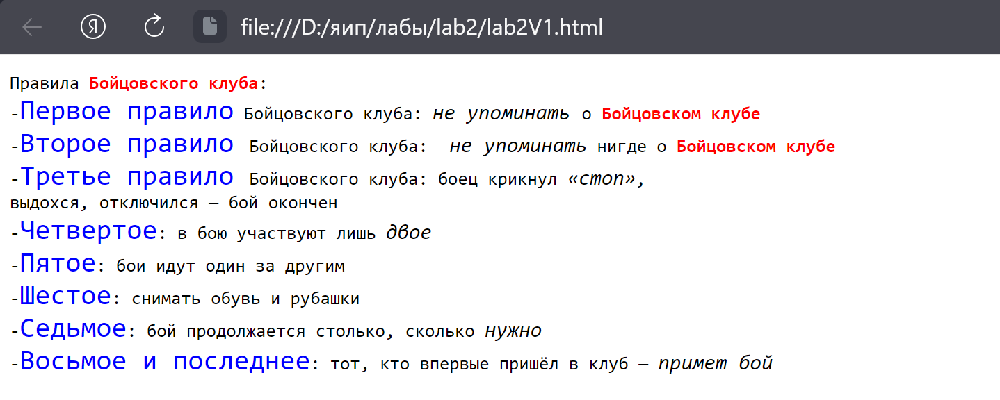 Я file:///D:/яип/лабы/lab2/lab2V1.html
Правила Бойцовского клуба:
-Первое правило Бойцовского клуба: не упоминать о Бойцовском клубе
-Второе правило Бойцовского клуба: не упоминать нигде о Бойцовском клубе
-Третье правило Бойцовского клуба: боец крикнул «стоп»,
выдохся, отключился — бой окончен
-Четвертое: в бою участвуют лишь двое
-Пятое: бои идут один за другим
-Шестое: снимать обувь и рубашки
-Седьмое: бой продолжается столько, сколько нужно
-Восьмое и последнее: тот, кто впервые пришёл в клуб — примет бой